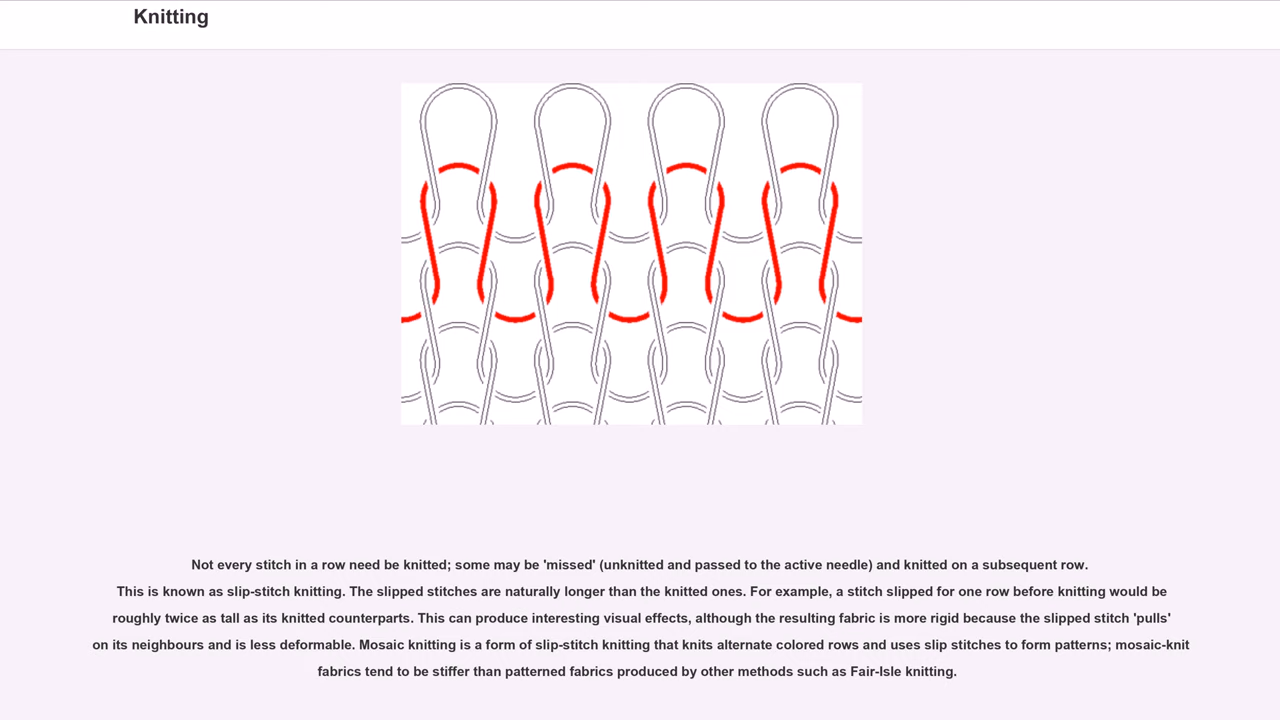 Knitting
Not every stitch in a row need be knitted; some may be 'missed' (unknitted and passed to the active needle) and knitted on a subsequent row.
This is known as slip-stitch knitting. The slipped stitches are naturally longer than the knitted ones. For example, a stitch slipped for one row before knitting would be
roughly twice as tall as its knitted counterparts. This can produce interesting visual effects, although the resulting fabric is more rigid because the slipped stitch 'pulls'
on its neighbours and is less deformable. Mosaic knitting is a form of slip-stitch knitting that knits alternate colored rows and uses slip stitches to form patterns; mosaic-knit
fabrics tend to be stiffer than patterned fabrics produced by other methods such as Fair-Isle knitting.